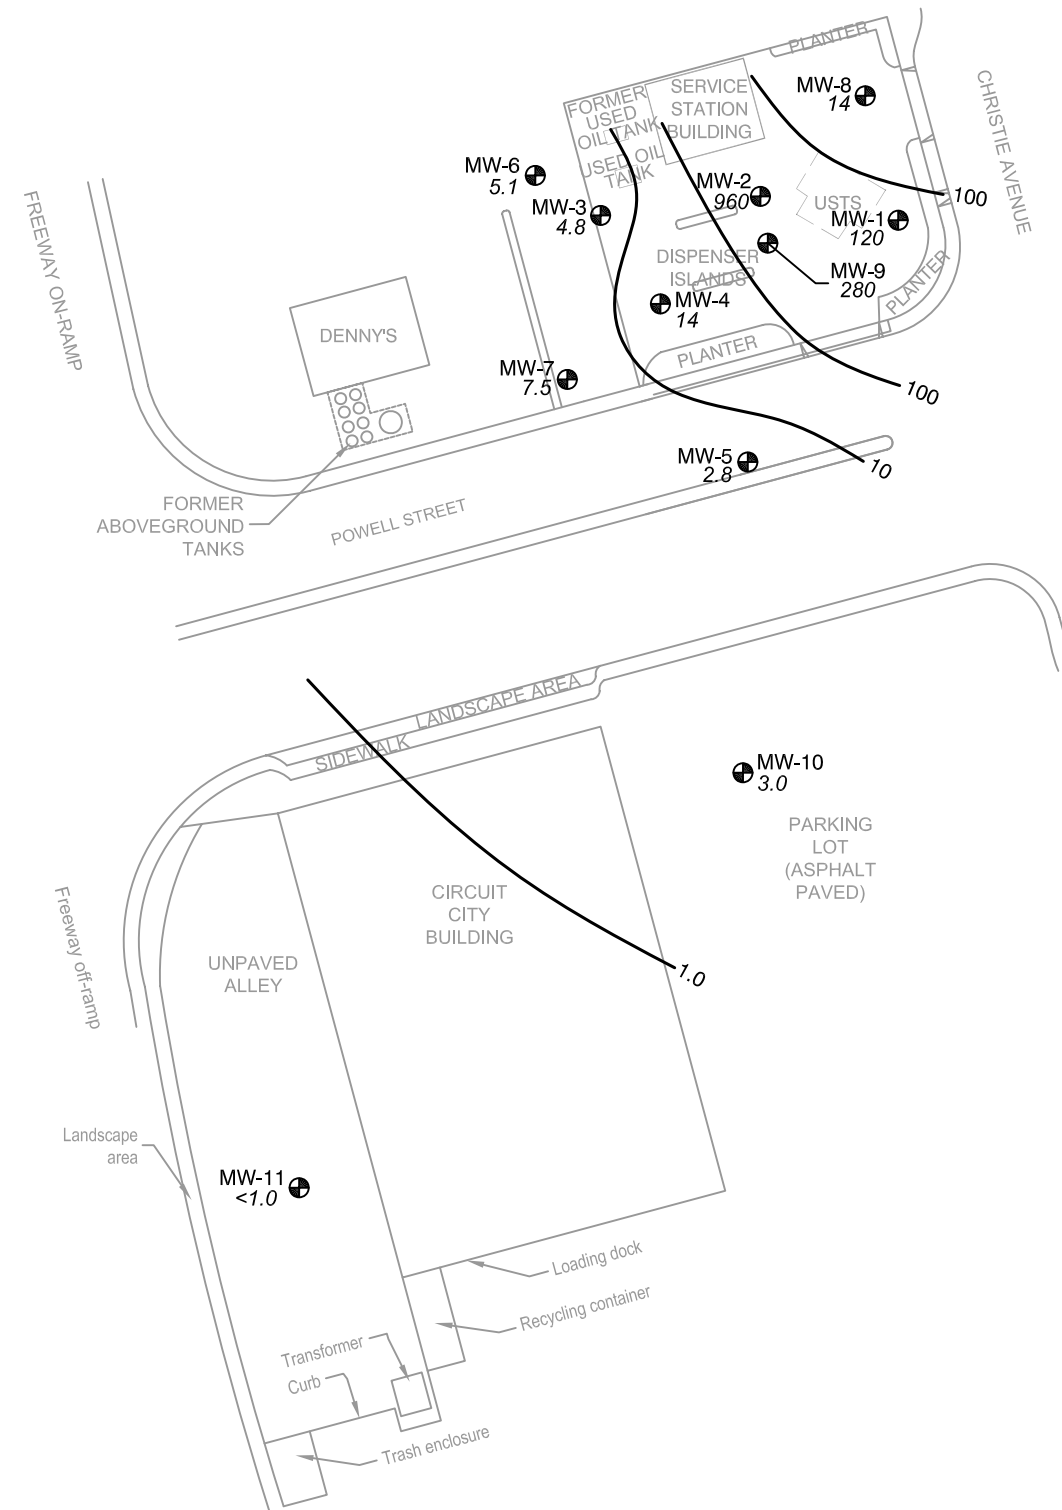 PLANTER
MW-8
14
SERVICE
STATION
BUILDING
FORMER
USED
OIL TANK
USED OIL
TANK
CHRISTIE AVENUE
MW-6
5.1
MW-3
4.8
MW-2
960
USTS
MW-1
120
100
FREEWAY ON-RAMP
DISPENSER
ISLANDS
MW-9
280
PLANTER
MW-4
14
DENNY'S
PLANTER
MW-7
7.5
100
MW-5
2.8
10
FORMER
ABOVEGROUND
TANKS
POWELL STREET
LANDSCAPE AREA
SIDEWALK
MW-10
3.0
PARKING
LOT
(ASPHALT
PAVED)
CIRCUIT
CITY
BUILDING
Freeway off-ramp
UNPAVED
ALLEY
1.0
Landscape
area
MW-11
<1.0
Loading dock
Recycling container
Transformer
Curb
Trash enclosure